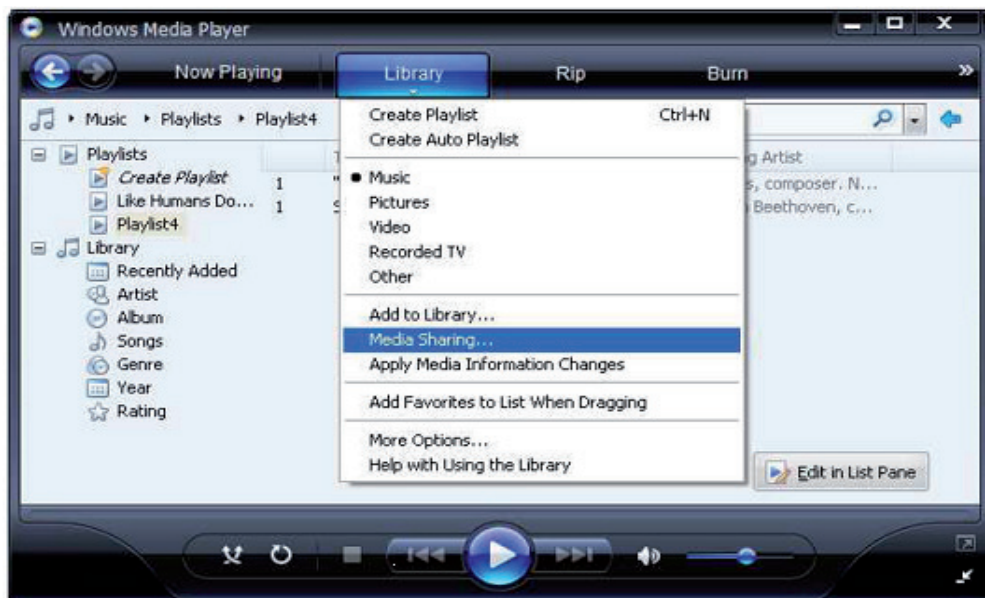 Windows Media Player
Now Playing Library Rip Burn »
Music Playlists Playlist4
Create Playlist Ctrl+N
Create Auto Playlist
Music
Pictures
Video
Recorded TV
Other
Add to Library...
Media Sharing...
Apply Media Information Changes
Add Favorites to List When Dragging
More Options...
Help with Using the Library
Playlists
Create Playlist
Like Humans Do...
Playlist4
Library
Recently Added
Artist
Album
Songs
Genre
Year
Rating
1
1
Artist
composer. N...
Beethoven, c...
Edit in List Pane